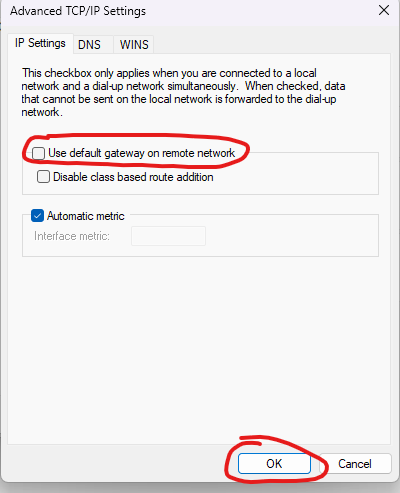 Advanced TCP/IP Settings
IP Settings DNS WINS
This checkbox only applies when you are connected to a local
network and a dial-up network simultaneously. When checked, data
that cannot be sent on the local network is forwarded to the dial-up
network.
Use default gateway on remote network
Disable class based route addition
Automatic metric
Interface metric:
OK Cancel